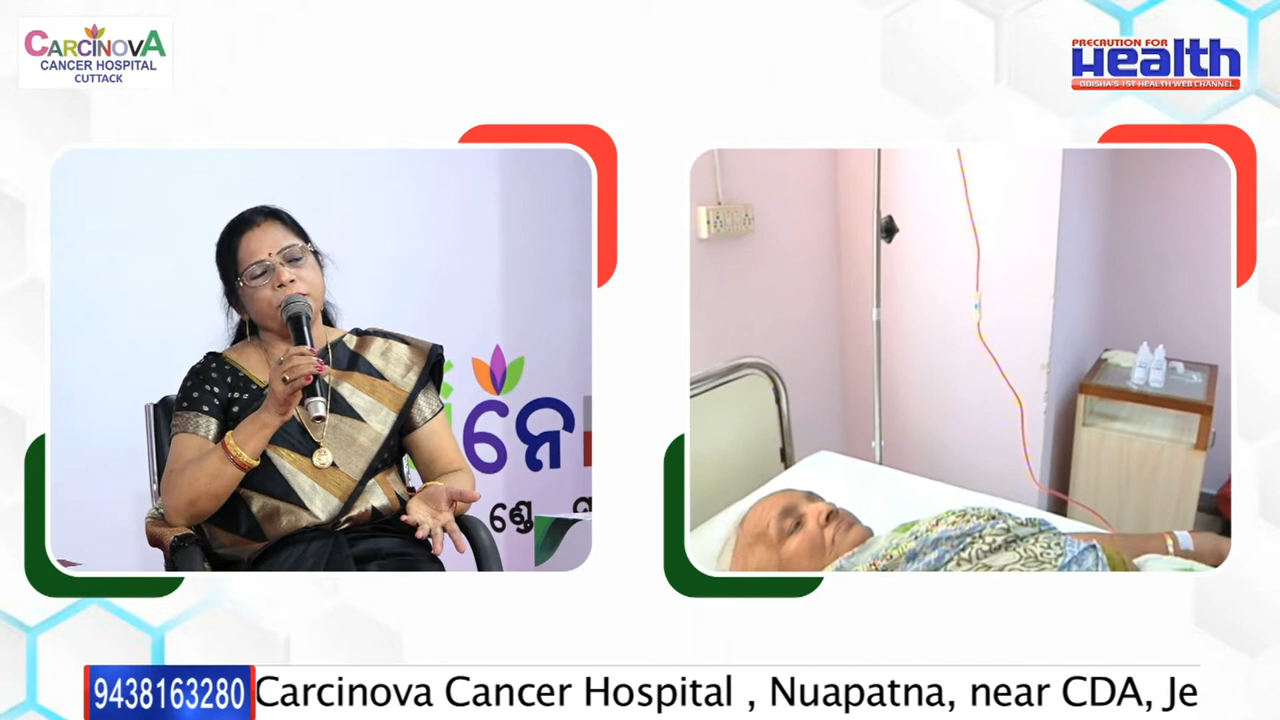 CARCINOVA
CANCER HOSPITAL
CUTTACK
PRECAUTION FOR
Health
ODISHA'S 1ST HEALTH WEB CHANNEL
ନେ
ଣ୍ଡେ
9438163280 Carcinova Cancer Hospital , Nuapatna, near CDA, Je